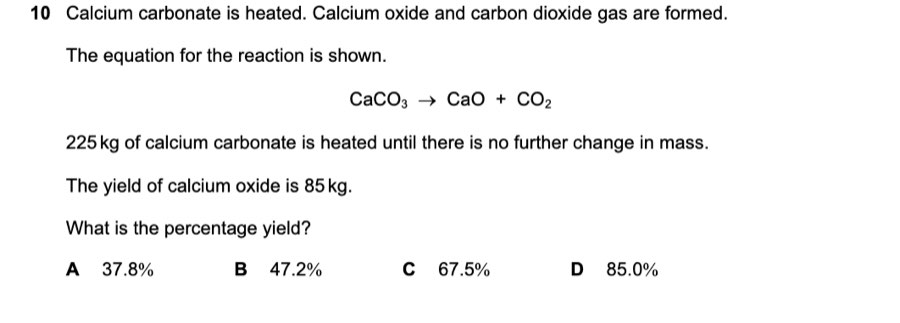 10 Calcium carbonate is heated. Calcium oxide and carbon dioxide gas are formed.
The equation for the reaction is shown.
CaCO₃ → CaO + CO₂
225 kg of calcium carbonate is heated until there is no further change in mass.
The yield of calcium oxide is 85 kg.
What is the percentage yield?
A 37.8% B 47.2% C 67.5% D 85.0%